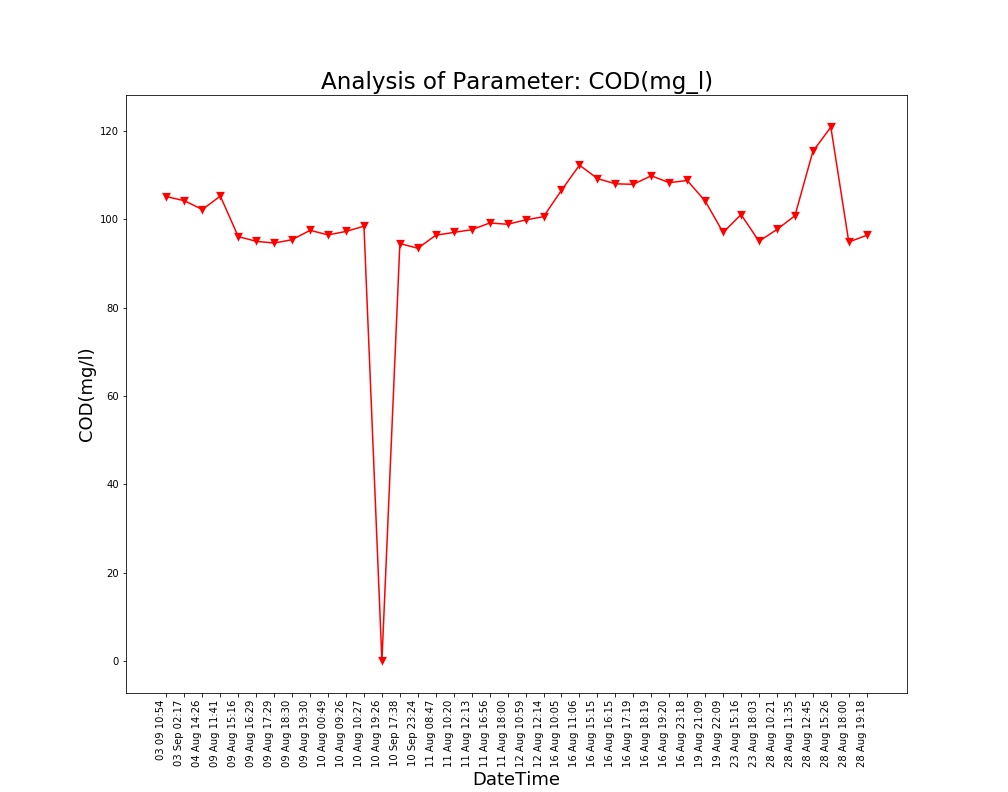 Analysis of Parameter: COD(mg_l)
120
100
80
60
40
20
0
COD(mg/l)
03 09 10:54
03 Sep 02:17
04 Aug 14:26
09 Aug 11:41
09 Aug 15:16
09 Aug 16:29
09 Aug 17:29
09 Aug 18:30
09 Aug 19:30
10 Aug 00:49
10 Aug 09:26
10 Aug 10:27
10 Aug 19:26
10 Sep 17:38
10 Sep 23:24
11 Aug 08:47
11 Aug 10:20
11 Aug 12:13
11 Aug 16:56
11 Aug 18:00
12 Aug 10:59
12 Aug 12:14
16 Aug 10:05
16 Aug 11:06
16 Aug 15:15
16 Aug 16:15
16 Aug 17:19
16 Aug 18:19
16 Aug 19:20
16 Aug 23:18
19 Aug 21:09
19 Aug 22:09
23 Aug 15:16
23 Aug 18:03
28 Aug 10:21
28 Aug 11:35
28 Aug 12:45
28 Aug 15:26
28 Aug 18:00
28 Aug 19:18
DateTime